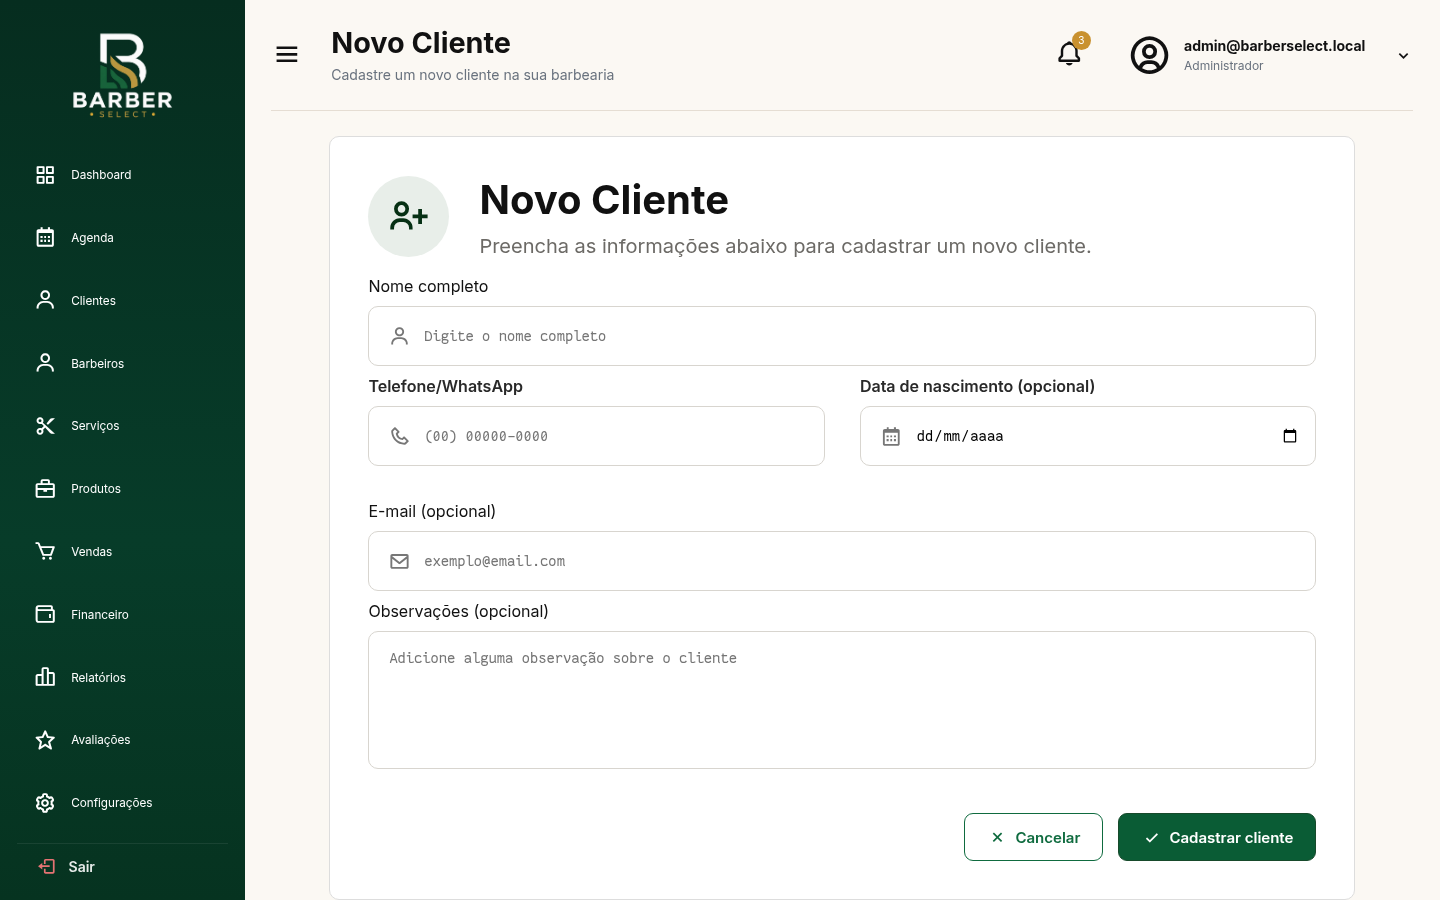 BARBER
• SELECT •
Dashboard
Agenda
Clientes
Barbeiros
Serviços
Produtos
Vendas
Financeiro
Relatórios
Avaliações
Configurações
Sair
Novo Cliente
Cadastre um novo cliente na sua barbearia
3
admin@barberselect.local
Administrador
Novo Cliente
Preencha as informações abaixo para cadastrar um novo cliente.
Nome completo
Digite o nome completo
Telefone/WhatsApp
(00) 00000-0000
Data de nascimento (opcional)
dd/mm/aaaa
E-mail (opcional)
exemplo@email.com
Observações (opcional)
Adicione alguma observação sobre o cliente
Cancelar
Cadastrar cliente